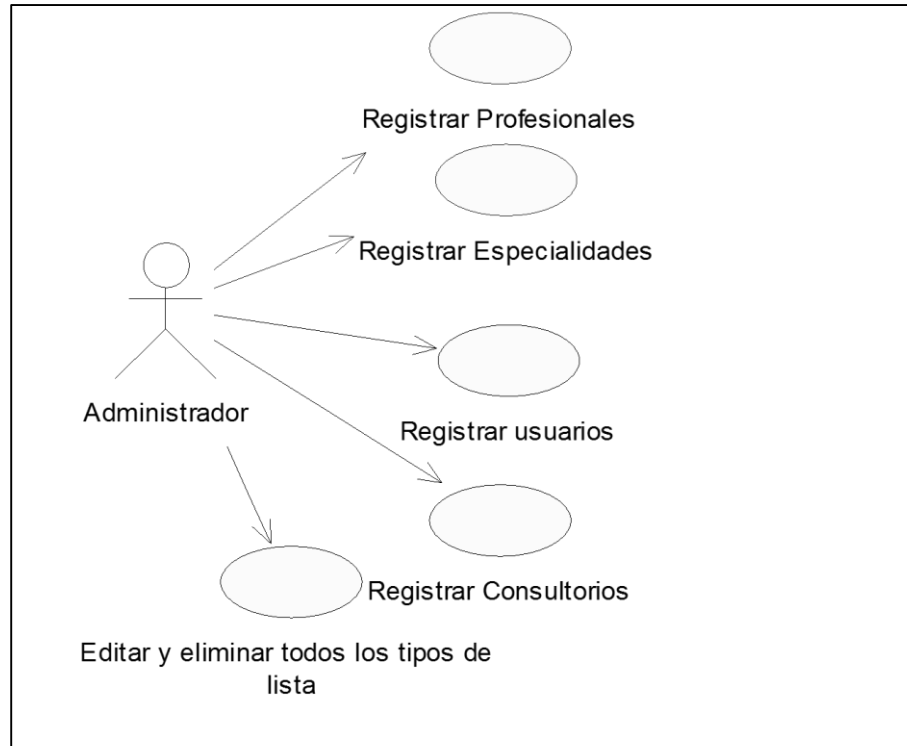 Registrar Profesionales
Registrar Especialidades
Administrador
Registrar usuarios
Registrar Consultorios
Editar y eliminar todos los tipos de
lista